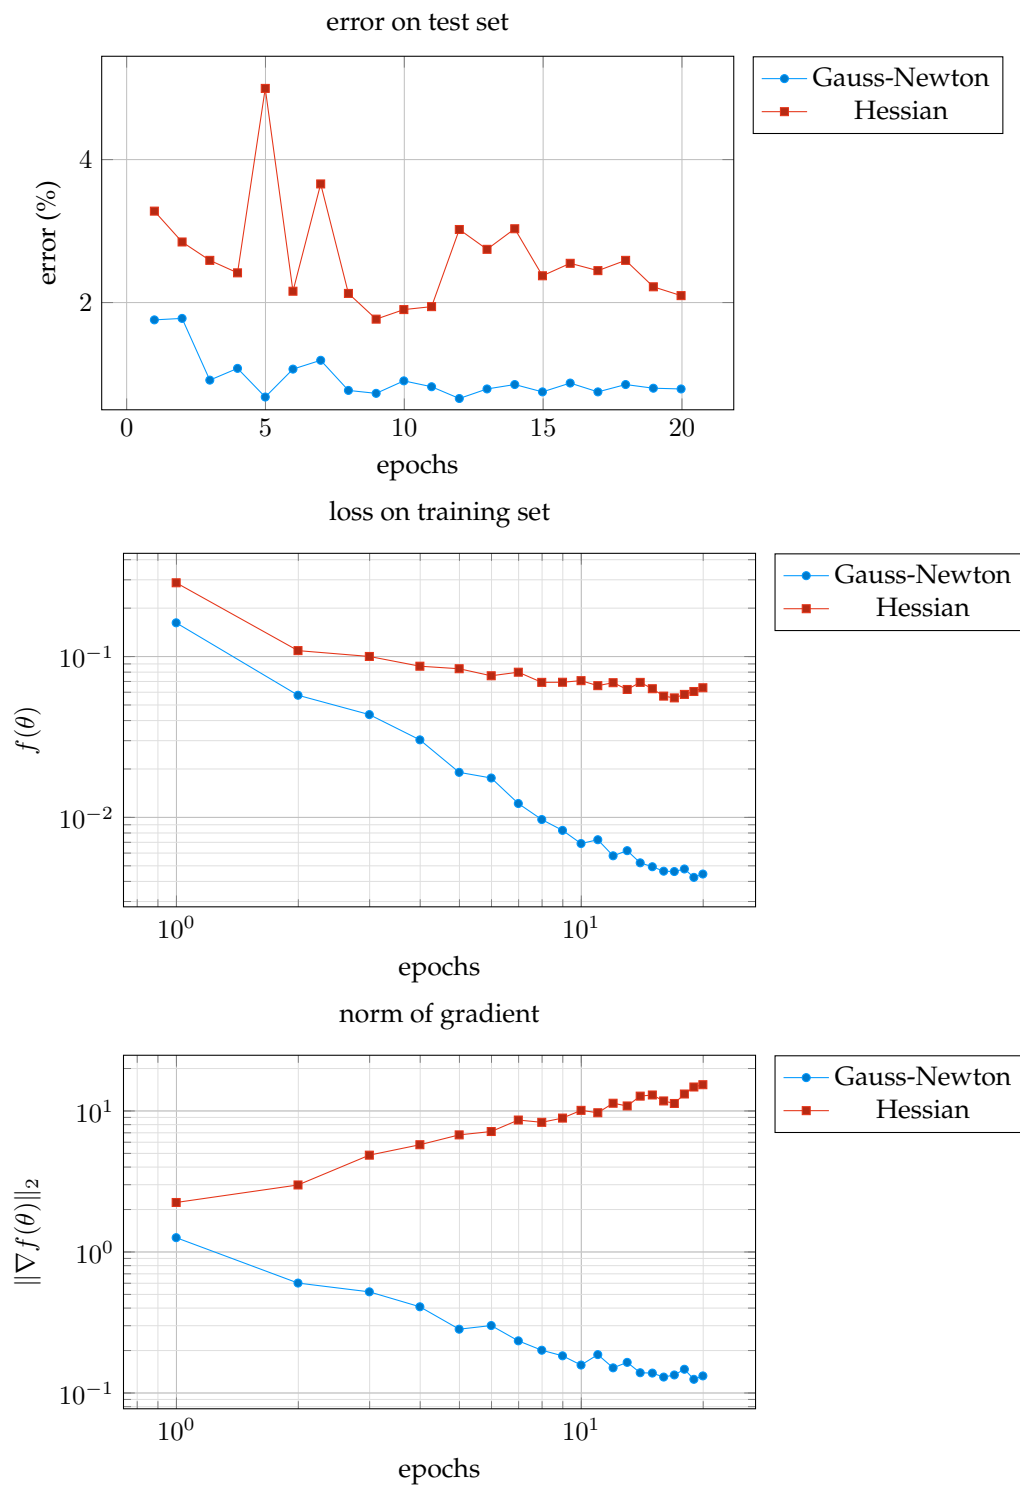 error on test set
Gauss-Newton
Hessian
4
2
error (%)
0 5 10 15 20
epochs
loss on training set
Gauss-Newton
Hessian
10⁻¹
10⁻²
f(θ)
10⁰ 10¹
epochs
norm of gradient
Gauss-Newton
Hessian
10¹
10⁰
10⁻¹
‖∇f(θ)‖₂
10⁰ 10¹
epochs